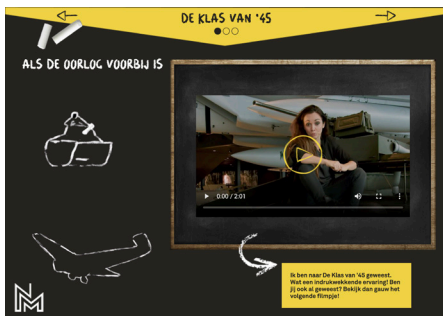 DE KLAS VAN '45
ALS DE OORLOG VOORBIJ IS
0:00 / 2:01
Ik ben naar De Klas van '45 geweest.
Wat een indrukwekkende ervaring! Ben
jij ook al geweest? Bekijk dan gauw het
volgende filmpje!
NM